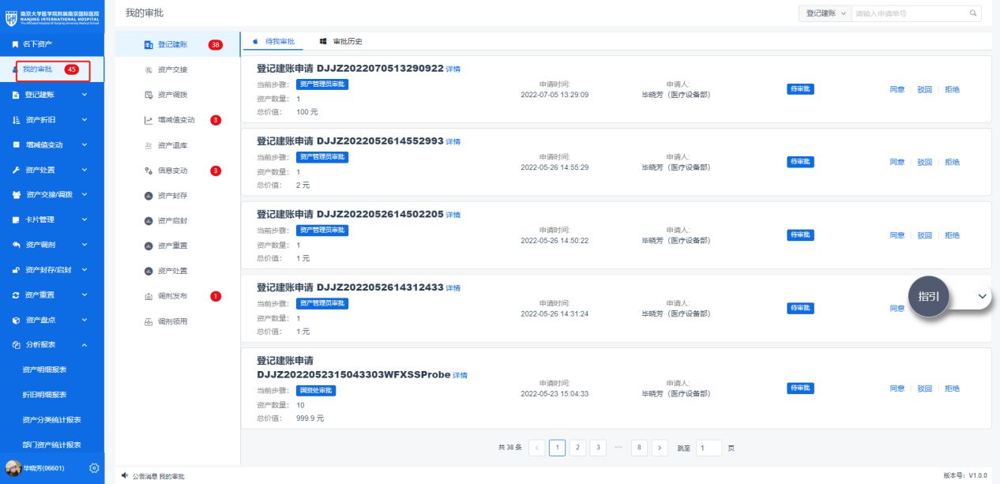 南京大学医学院附属南京国际医院
NANJING INTERNATIONAL HOSPITAL
The Affiliated Hospital Of Nanjing University Medical School
名下资产
我的审批 45
登记建账
资产折旧
增减值变动
资产处置
资产交接/调拨
卡片管理
资产调剂
资产封存/启封
资产重置
资产盘点
分析报表
资产明细报表
折旧明细报表
资产分类统计报表
部门资产统计报表
毕晓芳(06601)
我的审批
登记建账 请输入申请单号
登记建账 38
资产交接
资产调拨
增减值变动 3
资产退库
信息变动 3
资产封存
资产启封
资产重置
资产处置
调剂发布 1
调剂领用
待我审批 审批历史
登记建账申请 DJJZ2022070513290922 详情
当前步骤: 资产管理员审批
资产数量: 1
总价值: 100 元
申请时间:
2022-07-05 13:29:09
申请人:
毕晓芳（医疗设备部）
待审批
同意 驳回 拒绝
登记建账申请 DJJZ2022052614552993 详情
当前步骤: 资产管理员审批
资产数量: 1
总价值: 2 元
申请时间:
2022-05-26 14:55:29
申请人:
毕晓芳（医疗设备部）
待审批
同意 驳回 拒绝
登记建账申请 DJJZ2022052614502205 详情
当前步骤: 资产管理员审批
资产数量: 1
总价值: 1 元
申请时间:
2022-05-26 14:50:22
申请人:
毕晓芳（医疗设备部）
待审批
同意 驳回 拒绝
登记建账申请 DJJZ2022052614312433 详情
当前步骤: 资产管理员审批
资产数量: 1
总价值: 1 元
申请时间:
2022-05-26 14:31:24
申请人:
毕晓芳（医疗设备部）
待审批
同意
指引
登记建账申请
DJJZ2022052315043303WFXSSProbe 详情
当前步骤: 国资处审批
资产数量: 10
总价值: 999.9 元
申请时间:
2022-05-23 15:04:33
申请人:
毕晓芳（医疗设备部）
待审批
同意 驳回 拒绝
共 38 条 1 2 3 ··· 8 跳至 1 页
公告消息 我的审批
版本号: V1.0.0